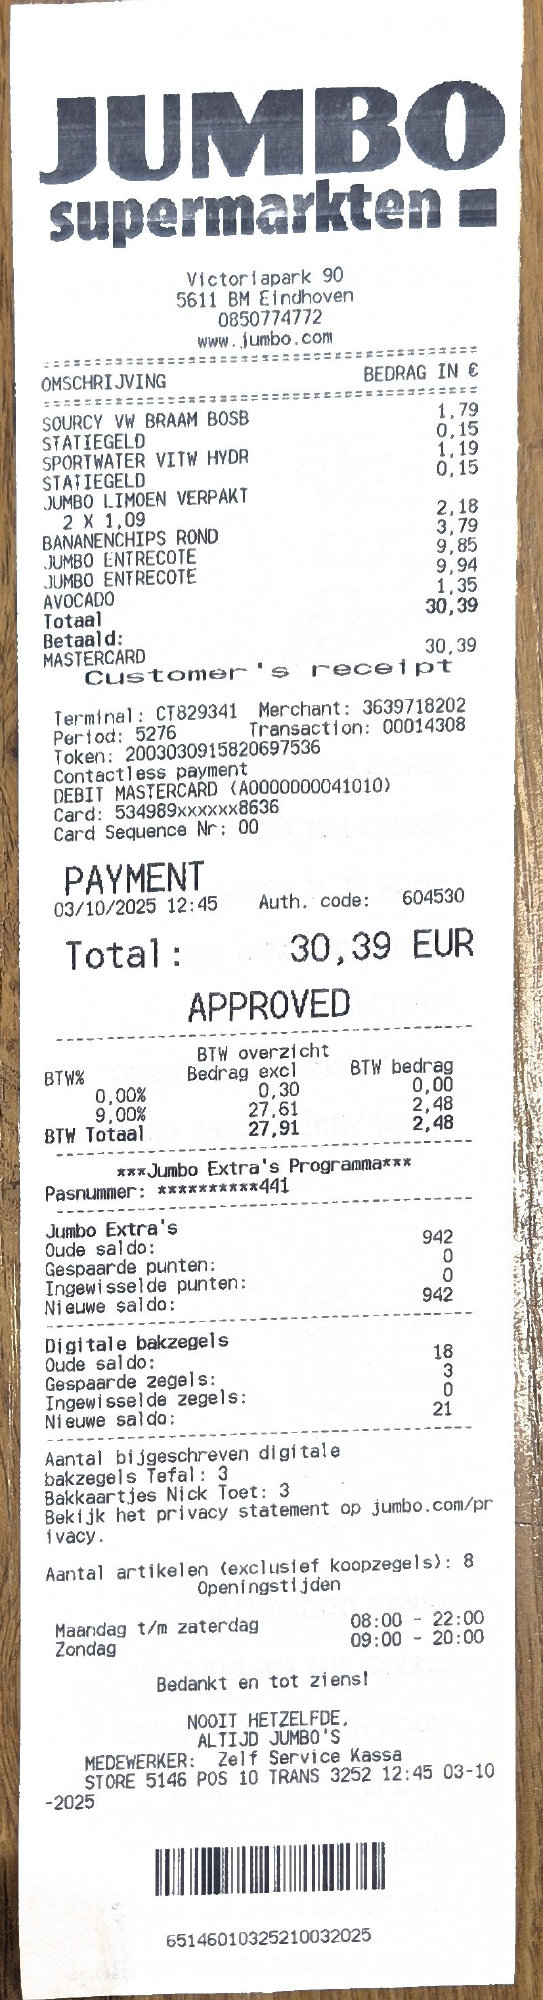 JUMBO
supermarkten
Victoriapark 90
5611 BM Eindhoven
0850774772
www.jumbo.com
OMSCHRIJVING BEDRAG IN €
SOURCY VW BRAAM BOSB 1,79
STATIEGELD 0,15
SPORTWATER VITW HYDR 1,19
STATIEGELD 0,15
JUMBO LIMOEN VERPAKT
2 X 1,09 2,18
BANANENCHIPS ROND 3,79
JUMBO ENTRECOTE 9,85
JUMBO ENTRECOTE 9,94
AVOCADO 1,35
Totaal 30,39
Betaald:
MASTERCARD 30,39
Customer's receipt
Terminal: CT829341 Merchant: 3639718202
Period: 5276 Transaction: 00014308
Token: 2003030915820697536
Contactless payment
DEBIT MASTERCARD (A0000000041010)
Card: 534989xxxxxx8636
Card Sequence Nr: 00
PAYMENT
03/10/2025 12:45 Auth. code: 604530
Total: 30,39 EUR
APPROVED
BTW overzicht
BTW% Bedrag excl BTW bedrag
0,00% 0,30 0,00
9,00% 27,61 2,48
BTW Totaal 27,91 2,48
***Jumbo Extra's Programma***
Pasnummer: **********441
Jumbo Extra's
Oude saldo: 942
Gespaarde punten: 0
Ingewisselde punten: 0
Nieuwe saldo: 942
Digitale bakzegels
Oude saldo: 18
Gespaarde zegels: 3
Ingewisselde zegels: 0
Nieuwe saldo: 21
Aantal bijgeschreven digitale
bakzegels Tefal: 3
Bakkaartjes Nick Toet: 3
Bekijk het privacy statement op jumbo.com/pr
ivacy.
Aantal artikelen (exclusief koopzegels): 8
Openingstijden
Maandag t/m zaterdag 08:00 - 22:00
Zondag 09:00 - 20:00
Bedankt en tot ziens!
NOOIT HETZELFDE,
ALTIJD JUMBO'S
MEDEWERKER: Zelf Service Kassa
STORE 5146 POS 10 TRANS 3252 12:45 03-10
-2025
65146010325210032025